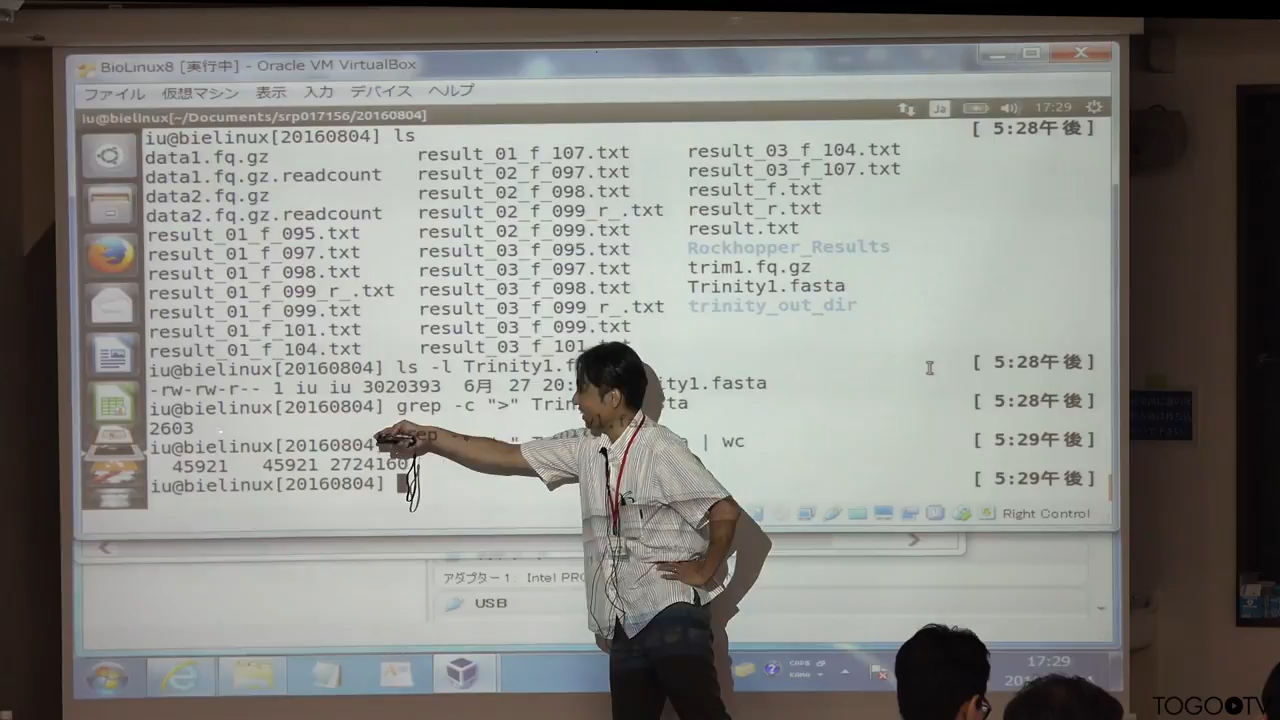 BioLinux8 [実行中] - Oracle VM VirtualBox
ファイル 仮想マシン 表示 入力 デバイス ヘルプ
iu@bielinux[~/Documents/srp017156/20160804]
Ja 17:29
iu@bielinux[20160804] ls [ 5:28午後]
data1.fq.gz result_01_f_107.txt result_03_f_104.txt
data1.fq.gz.readcount result_02_f_097.txt result_03_f_107.txt
data2.fq.gz result_02_f_098.txt result_f.txt
data2.fq.gz.readcount result_02_f_099_r_.txt result_r.txt
result_01_f_095.txt result_02_f_099.txt result.txt
result_01_f_097.txt result_03_f_095.txt Rockhopper_Results
result_01_f_098.txt result_03_f_097.txt trim1.fq.gz
result_01_f_099_r_.txt result_03_f_098.txt Trinity1.fasta
result_01_f_099.txt result_03_f_099_r_.txt trinity_out_dir
result_01_f_101.txt result_03_f_099.txt
result_01_f_104.txt result_03_f_101
iu@bielinux[20160804] ls -l Trinity1.f [ 5:28午後]
-rw-rw-r-- 1 iu iu 3020393 6月 27 20: ity1.fasta
iu@bielinux[20160804] grep -c ">" Trin ta [ 5:28午後]
2603
iu@bielinux[20160804 rep " | wc [ 5:29午後]
45921 45921 2724160
iu@bielinux[20160804] [ 5:29午後]
Right Control
アダプター 1: Intel PRO
USB
CAPS
KANA
17:29
TOGOTV